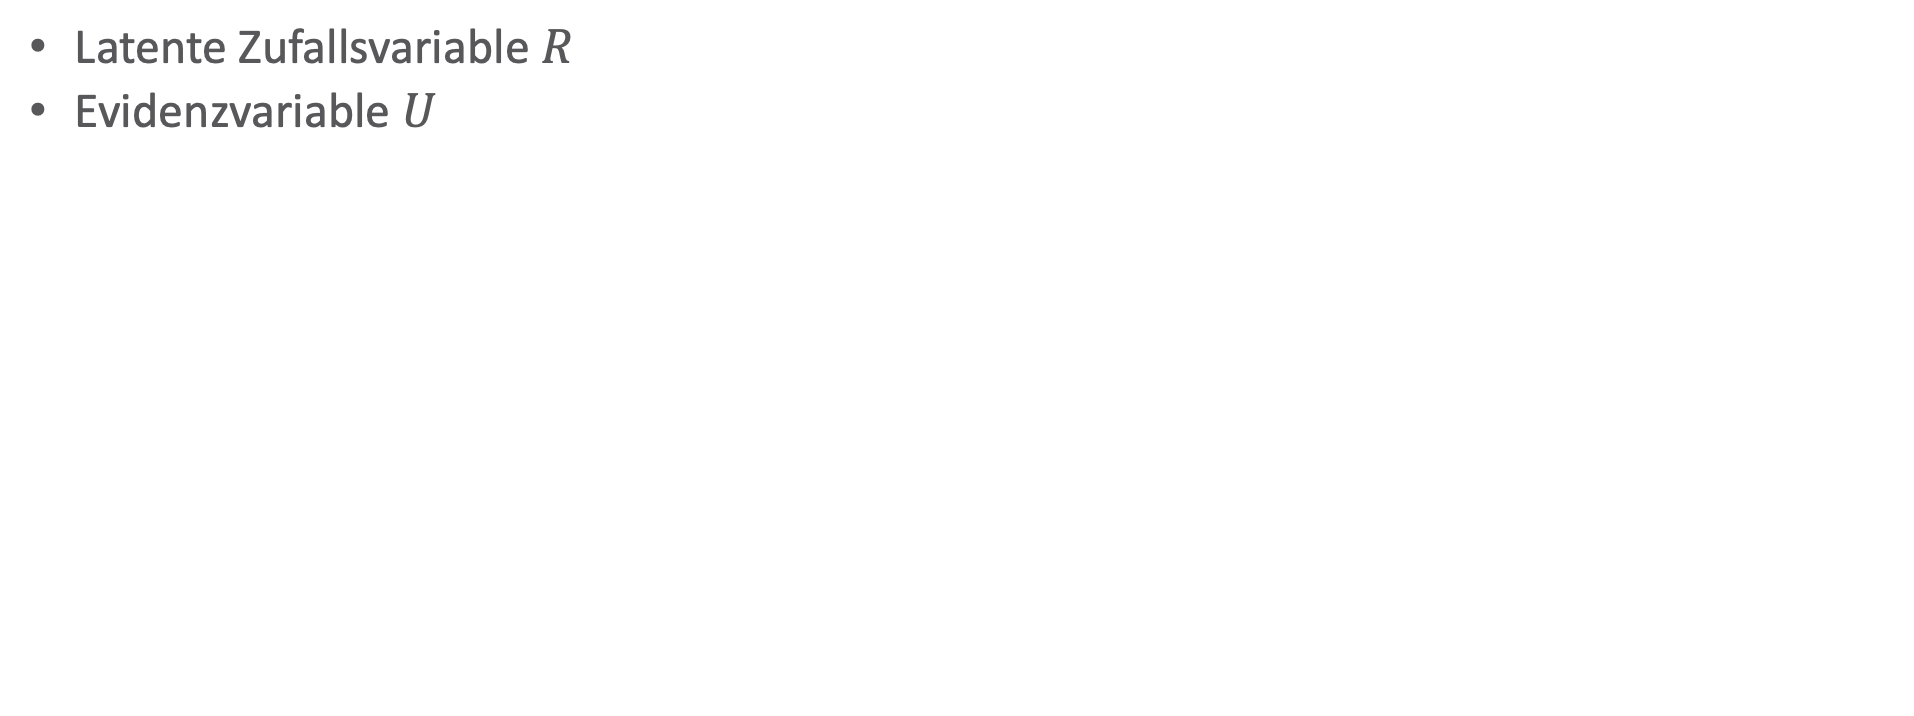 • Latente Zufallsvariable R
• Evidenzvariable U